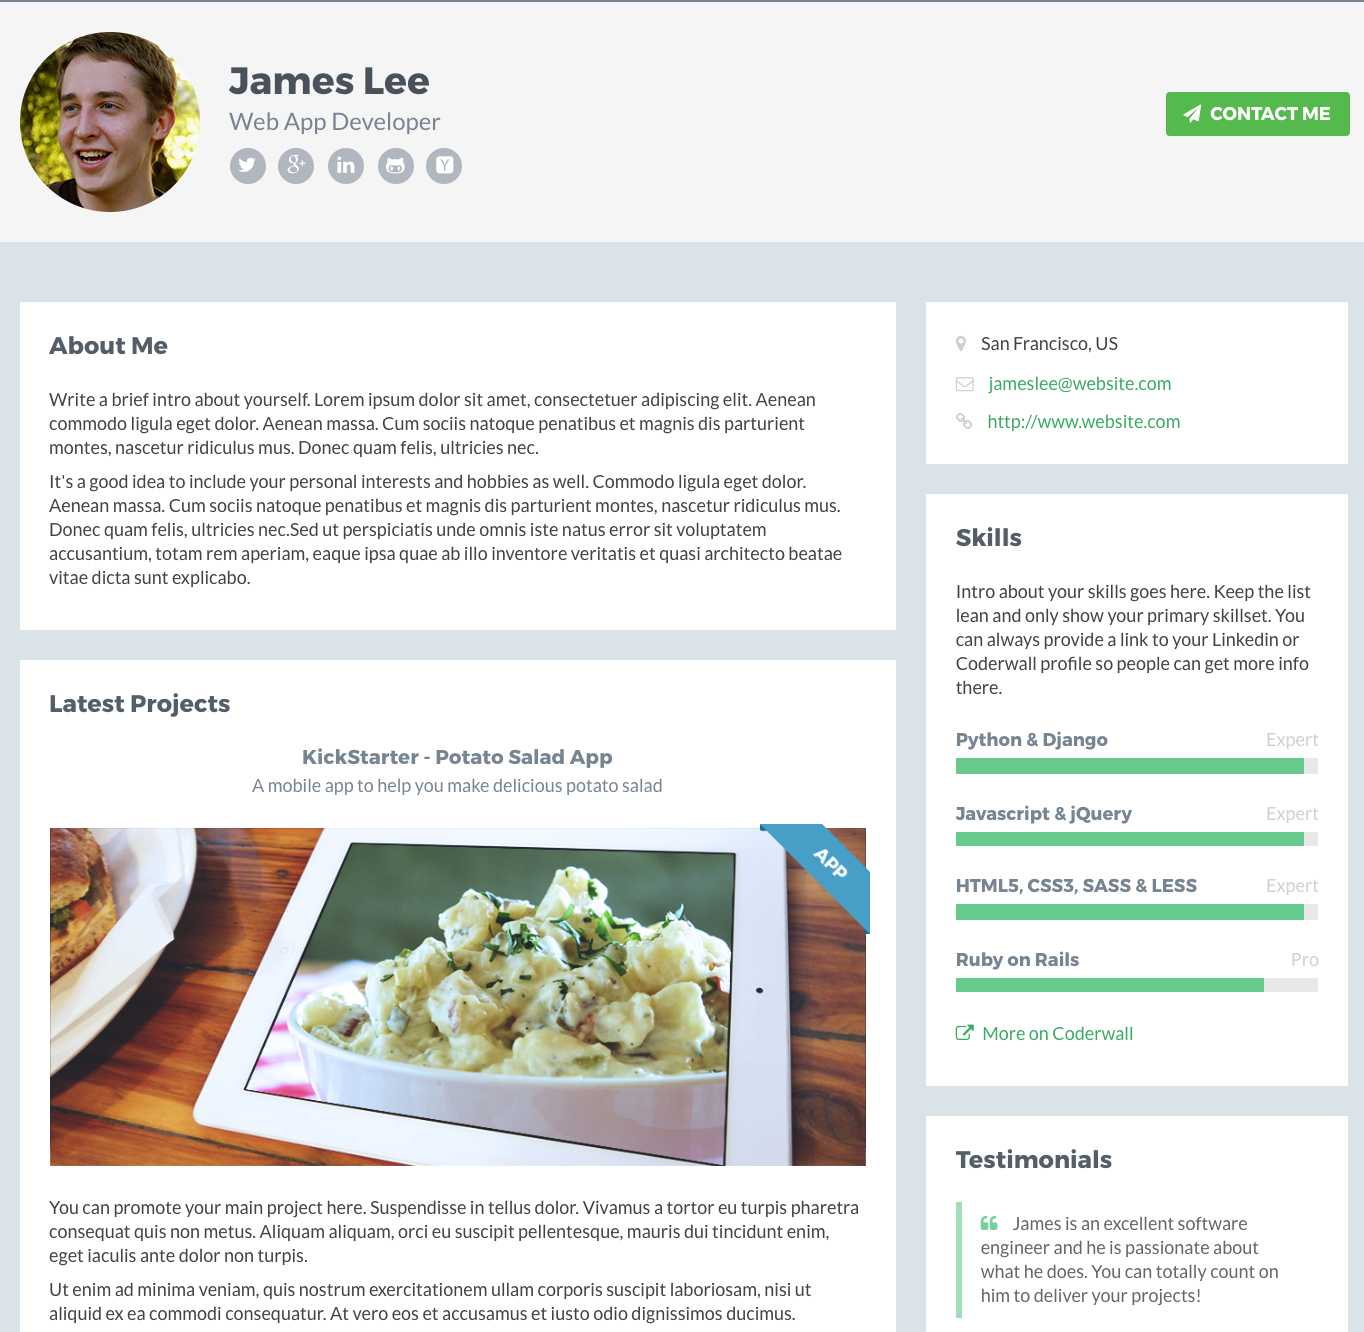 James Lee
Web App Developer
CONTACT ME
About Me
Write a brief intro about yourself. Lorem ipsum dolor sit amet, consectetuer adipiscing elit. Aenean
commodo ligula eget dolor. Aenean massa. Cum sociis natoque penatibus et magnis dis parturient
montes, nascetur ridiculus mus. Donec quam felis, ultricies nec.
It's a good idea to include your personal interests and hobbies as well. Commodo ligula eget dolor.
Aenean massa. Cum sociis natoque penatibus et magnis dis parturient montes, nascetur ridiculus mus.
Donec quam felis, ultricies nec.Sed ut perspiciatis unde omnis iste natus error sit voluptatem
accusantium, totam rem aperiam, eaque ipsa quae ab illo inventore veritatis et quasi architecto beatae
vitae dicta sunt explicabo.
Latest Projects
KickStarter - Potato Salad App
A mobile app to help you make delicious potato salad
APP
You can promote your main project here. Suspendisse in tellus dolor. Vivamus a tortor eu turpis pharetra
consequat quis non metus. Aliquam aliquam, orci eu suscipit pellentesque, mauris dui tincidunt enim,
eget iaculis ante dolor non turpis.
Ut enim ad minima veniam, quis nostrum exercitationem ullam corporis suscipit laboriosam, nisi ut
aliquid ex ea commodi consequatur. At vero eos et accusamus et iusto odio dignissimos ducimus.
San Francisco, US
jameslee@website.com
http://www.website.com
Skills
Intro about your skills goes here. Keep the list
lean and only show your primary skillset. You
can always provide a link to your Linkedin or
Coderwall profile so people can get more info
there.
Python & Django Expert
Javascript & jQuery Expert
HTML5, CSS3, SASS & LESS Expert
Ruby on Rails Pro
More on Coderwall
Testimonials
James is an excellent software
engineer and he is passionate about
what he does. You can totally count on
him to deliver your projects!